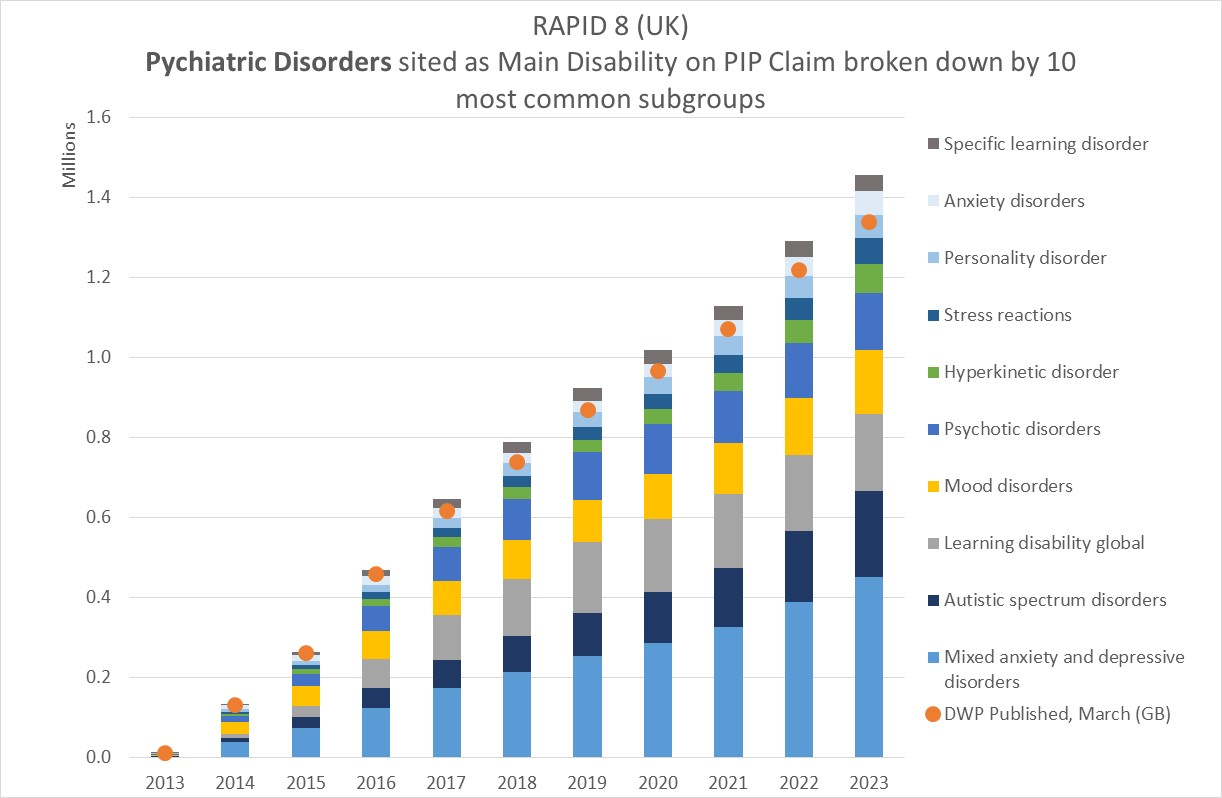 RAPID 8 (UK)
Pychiatric Disorders sited as Main Disability on PIP Claim broken down by 10
most common subgroups
Millions
1.6
1.4
1.2
1.0
0.8
0.6
0.4
0.2
0.0
2013 2014 2015 2016 2017 2018 2019 2020 2021 2022 2023
Specific learning disorder
Anxiety disorders
Personality disorder
Stress reactions
Hyperkinetic disorder
Psychotic disorders
Mood disorders
Learning disability global
Autistic spectrum disorders
Mixed anxiety and depressive
disorders
DWP Published, March (GB)